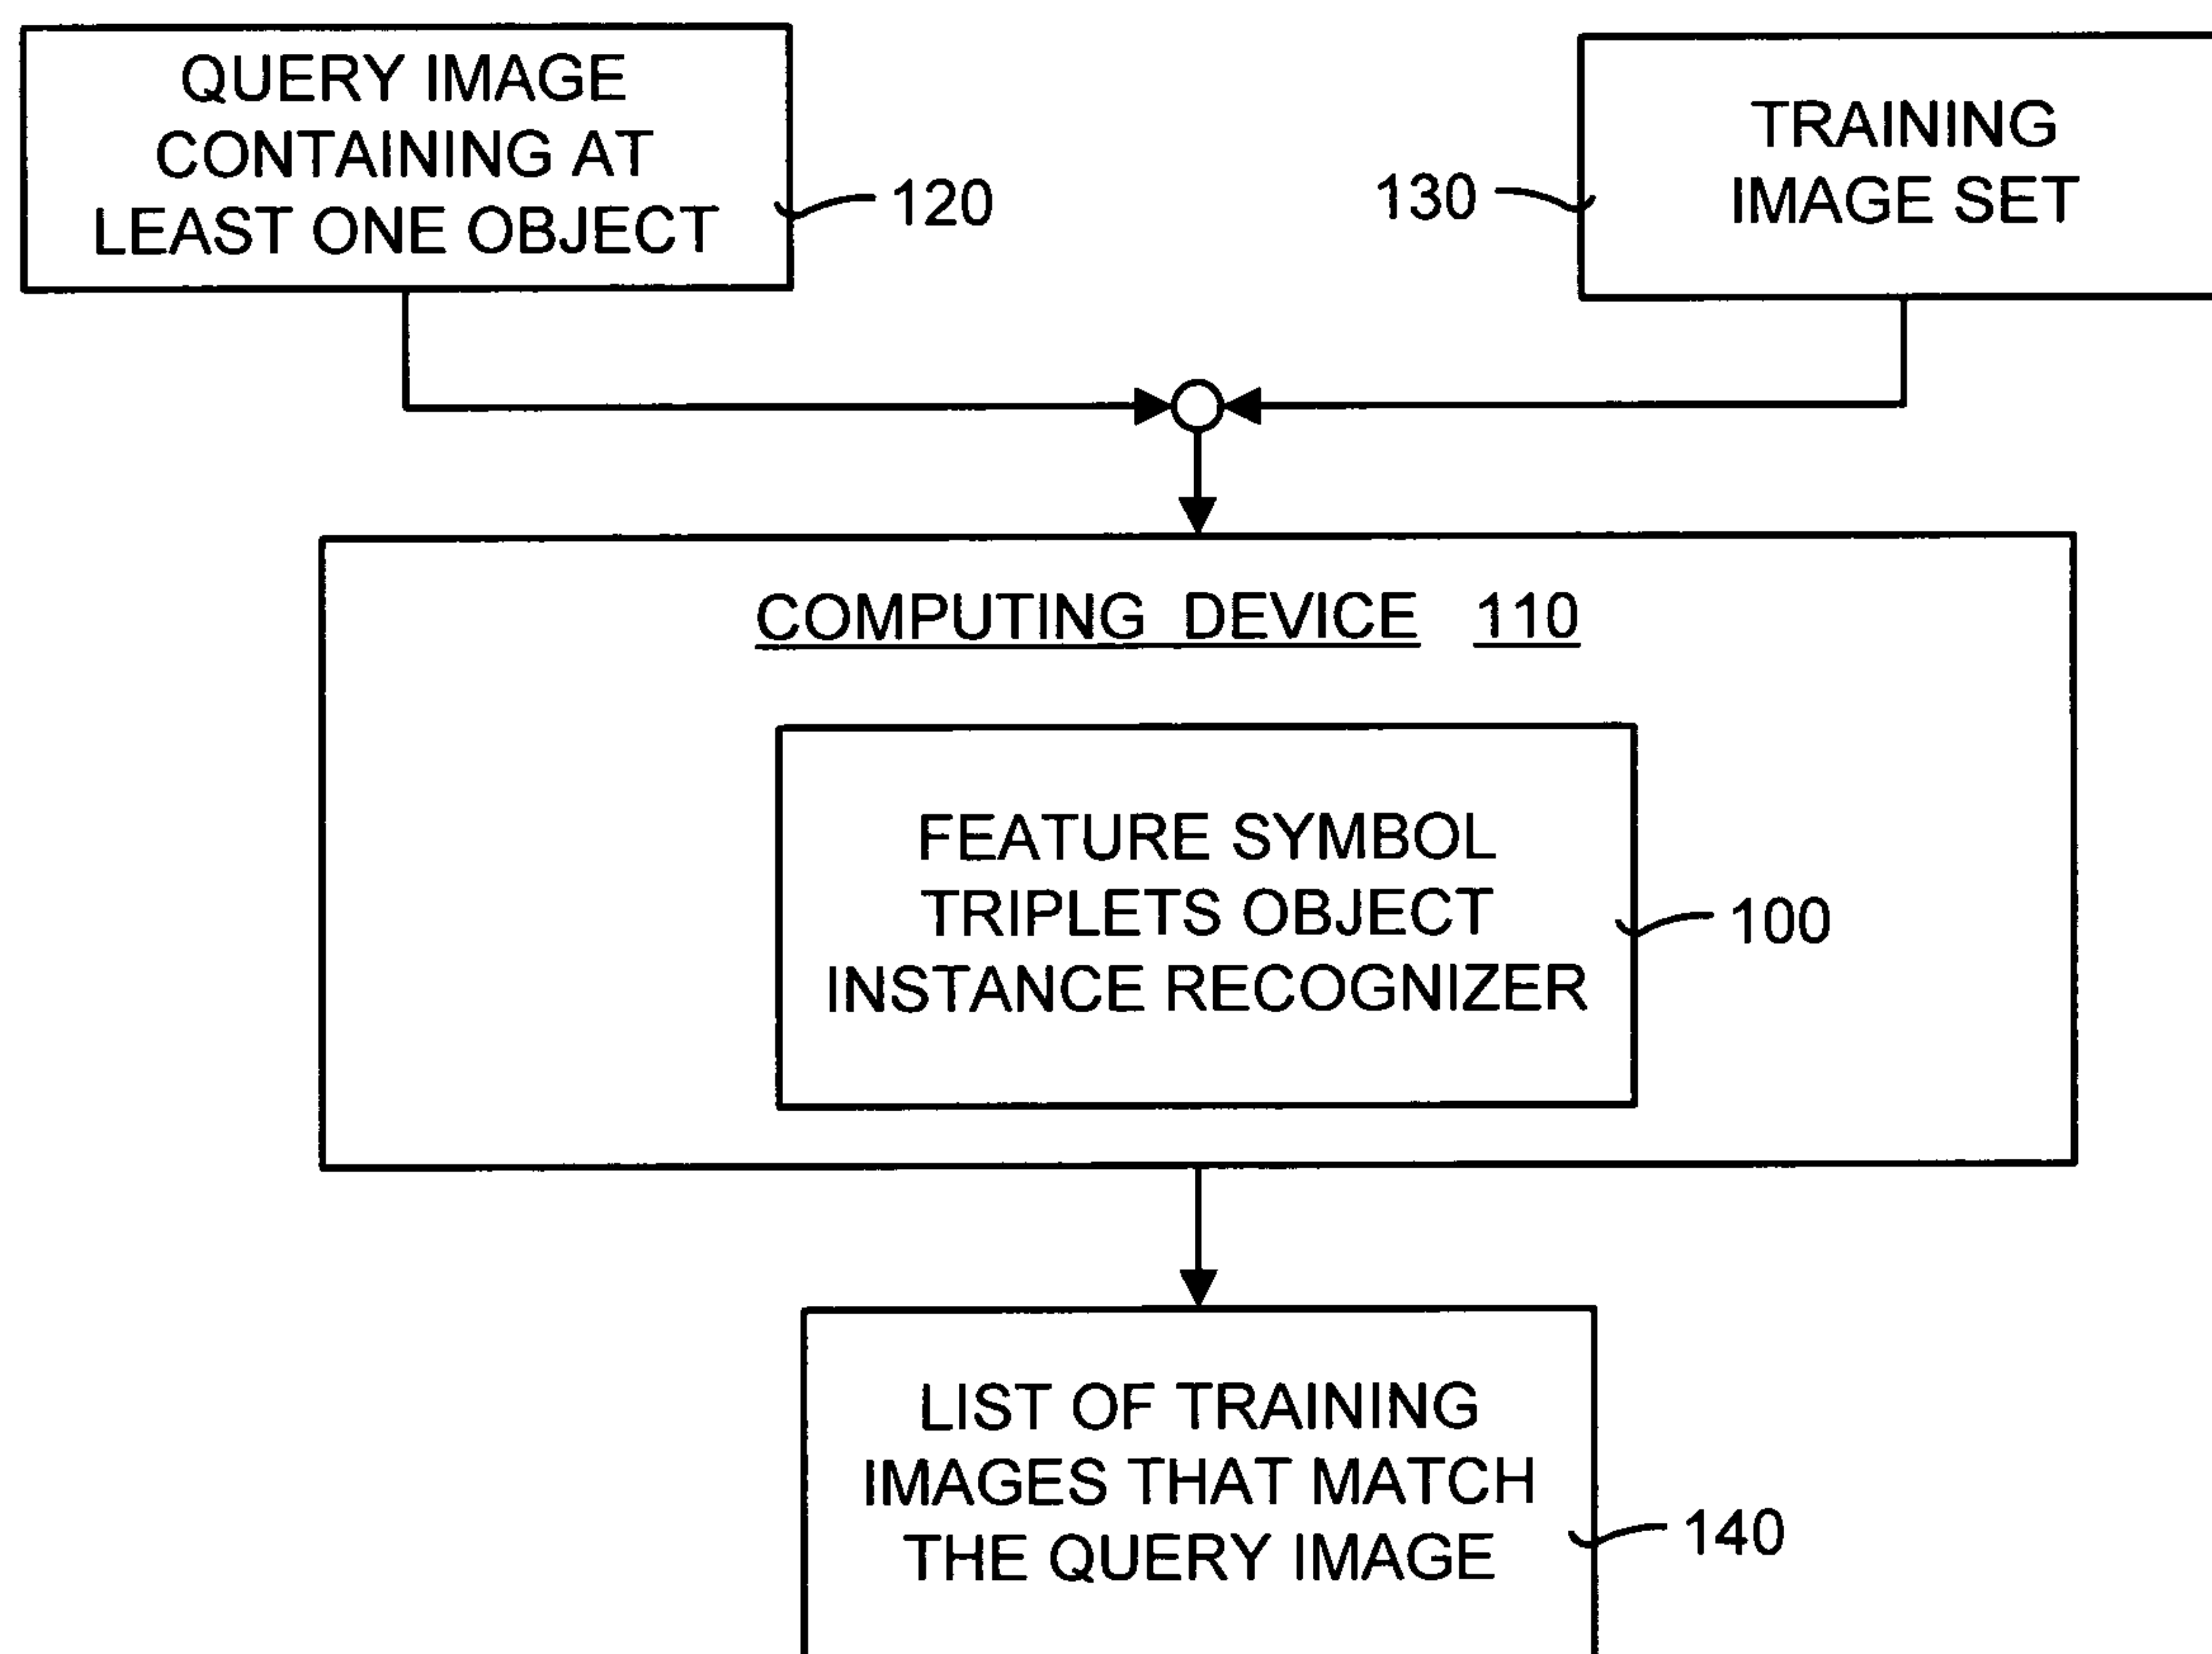 QUERY IMAGE
CONTAINING AT
LEAST ONE OBJECT
120
130
TRAINING
IMAGE SET
COMPUTING DEVICE 110
FEATURE SYMBOL
TRIPLETS OBJECT
INSTANCE RECOGNIZER
100
LIST OF TRAINING
IMAGES THAT MATCH
THE QUERY IMAGE
140